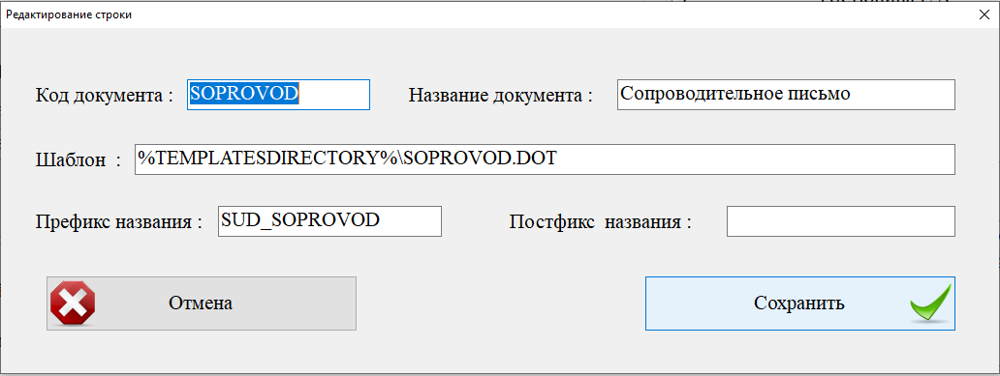 Редактирование строки
Код документа : SOPROVOD Название документа : Сопроводительное письмо
Шаблон : %TEMPLATESDIRECTORY%\SOPROVOD.DOT
Префикс названия : SUD_SOPROVOD Постфикс названия :
Отмена Сохранить